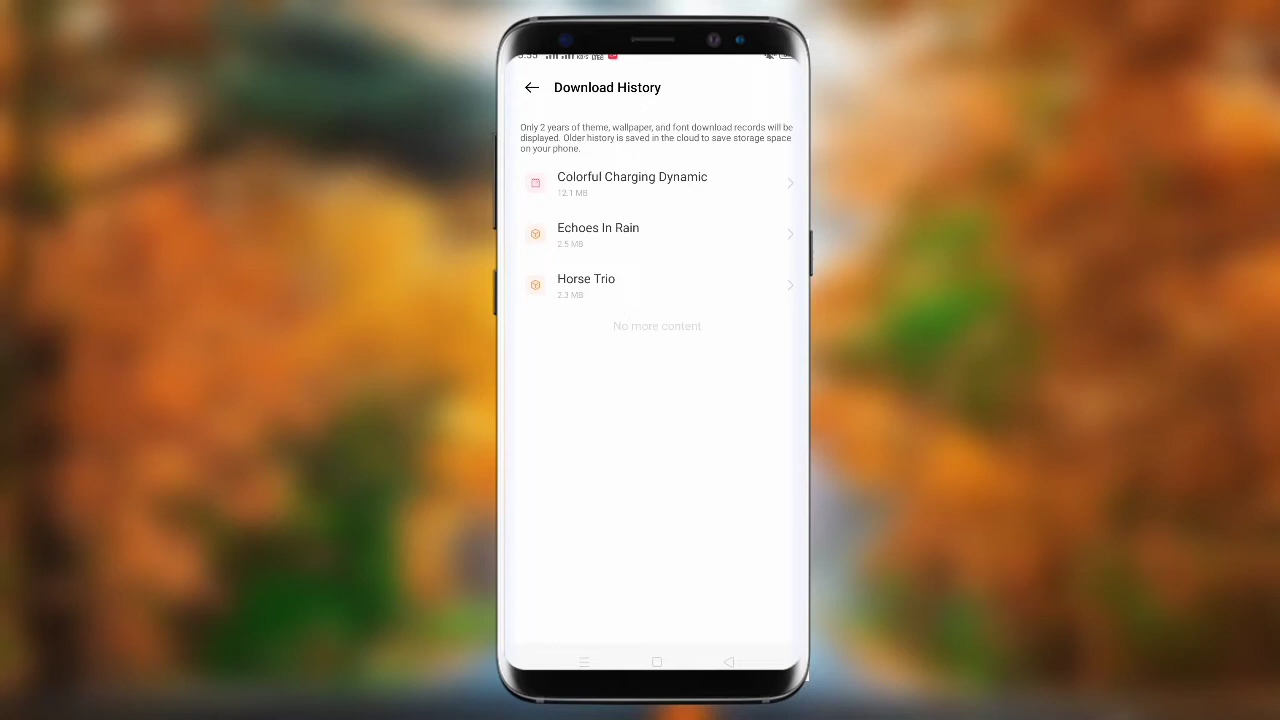 Download History
Only 2 years of theme, wallpaper, and font download records will be
displayed. Older history is saved in the cloud to save storage space
on your phone.
Colorful Charging Dynamic
12.1 MB
Echoes In Rain
2.5 MB
Horse Trio
2.3 MB
No more content